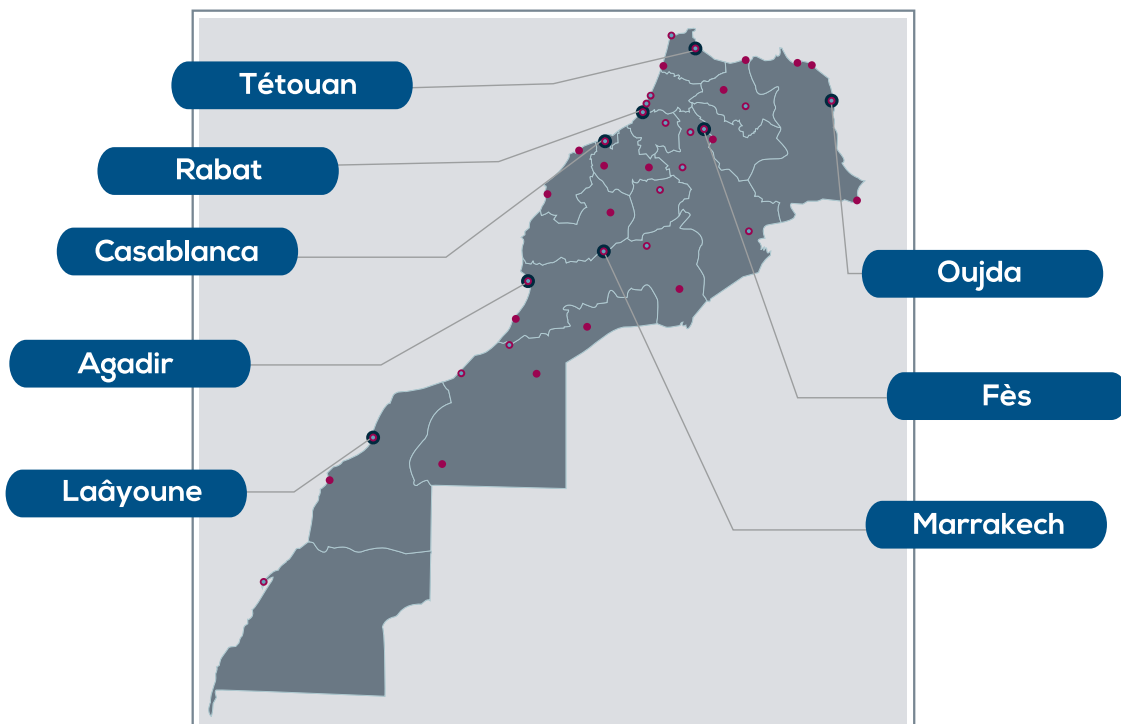 Tétouan
Rabat
Casablanca
Oujda
Agadir
Fès
Laâyoune
Marrakech